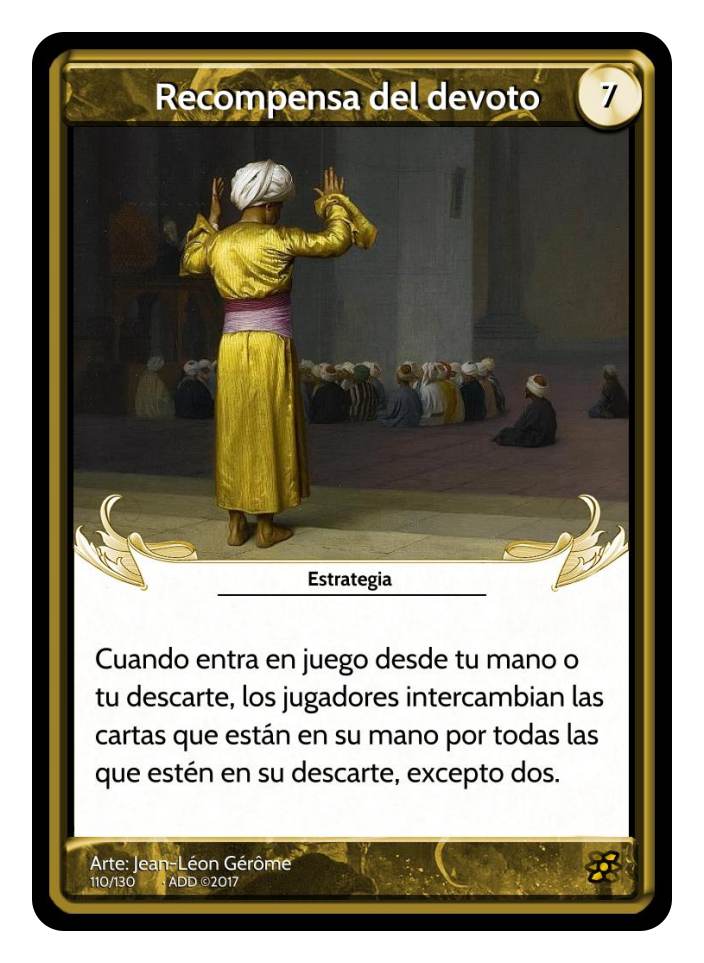 Recompensa del devoto
7
Estrategia
Cuando entra en juego desde tu mano o
tu descarte, los jugadores intercambian las
cartas que están en su mano por todas las
que estén en su descarte, excepto dos.
Arte: Jean-Léon Gérôme
110/130 · ADD ©2017